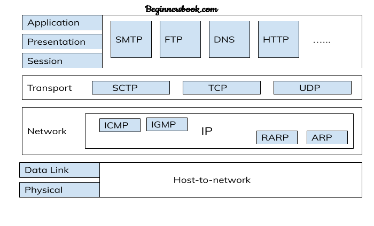 Beginnersbook.com
Application
Presentation
Session
SMTP
FTP
DNS
HTTP
......
Transport
SCTP
TCP
UDP
Network
ICMP
IGMP
IP
RARP
ARP
Data Link
Physical
Host-to-network